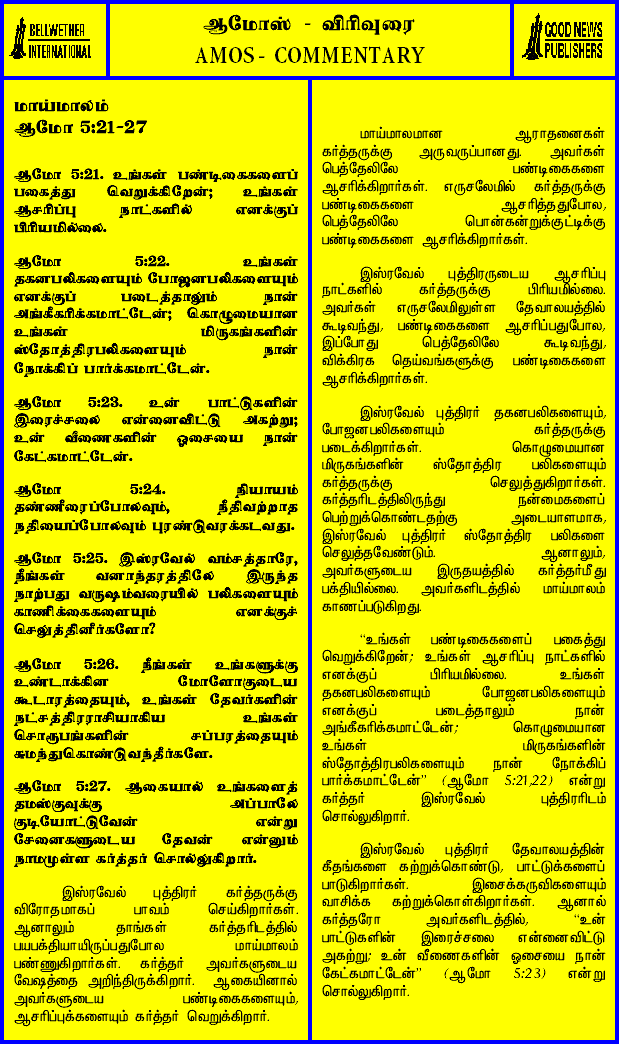 BELLWETHER
INTERNATIONAL
ஆமோஸ் - விரிவுரை
AMOS- COMMENTARY
GOOD NEWS
PUBLISHERS
மாய்மாலம்
ஆமோ 5:21-27
ஆமோ 5:21. உங்கள் பண்டிகைகளைப்
பகைத்து வெறுக்கிறேன்; உங்கள்
ஆசரிப்பு நாட்களில் எனக்குப்
பிரியமில்லை.
ஆமோ 5:22. உங்கள்
தகனபலிகளையும் போஜனபலிகளையும்
எனக்குப் படைத்தாலும் நான்
அங்கீகரிக்கமாட்டேன்; கொழுமையான
உங்கள் மிருகங்களின்
ஸ்தோத்திரபலிகளையும் நான்
நோக்கிப் பார்க்கமாட்டேன்.
ஆமோ 5:23. உன் பாட்டுகளின்
இரைச்சலை என்னைவிட்டு அகற்று;
உன் வீணைகளின் ஓசையை நான்
கேட்கமாட்டேன்.
ஆமோ 5:24. நியாயம்
தண்ணீரைப்போலவும், நீதிவற்றாத
நதியைப்போலவும் புரண்டுவரக்கடவது.
ஆமோ 5:25. இஸ்ரவேல் வம்சத்தாரே,
நீங்கள் வனாந்தரத்திலே இருந்த
நாற்பது வருஷம்வரையில் பலிகளையும்
காணிக்கைகளையும் எனக்குச்
செலுத்தினீர்களோ?
ஆமோ 5:26. நீங்கள் உங்களுக்கு
உண்டாக்கின மோளோகுடைய
கூடாரத்தையும், உங்கள் தேவர்களின்
நட்சத்திரராசியாகிய உங்கள்
சொரூபங்களின் சப்பரத்தையும்
சுமந்துகொண்டுவந்தீர்களே.
ஆமோ 5:27. ஆகையால் உங்களைத்
தமஸ்குவுக்கு அப்பாலே
குடியோட்டுவேன் என்று
சேனைகளுடைய தேவன் என்னும்
நாமமுள்ள கர்த்தர் சொல்லுகிறார்.
இஸ்ரவேல் புத்திரர் கர்த்தருக்கு
விரோதமாகப் பாவம் செய்கிறார்கள்.
ஆனாலும் தாங்கள் கர்த்தரிடத்தில்
பயபக்தியாயிருப்பதுபோல மாய்மாலம்
பண்ணுகிறார்கள். கர்த்தர் அவர்களுடைய
வேஷத்தை அறிந்திருக்கிறார். ஆகையினால்
அவர்களுடைய பண்டிகைகளையும்,
ஆசரிப்புக்களையும் கர்த்தர் வெறுக்கிறார்.
மாய்மாலமான ஆராதனைகள்
கர்த்தருக்கு அருவருப்பானது. அவர்கள்
பெத்தேலிலே பண்டிகைகளை
ஆசரிக்கிறார்கள். எருசலேமில் கர்த்தருக்கு
பண்டிகைகளை ஆசரித்ததுபோல,
பெத்தேலிலே பொன்கன்றுக்குட்டிக்கு
பண்டிகைகளை ஆசரிக்கிறார்கள்.
இஸ்ரவேல் புத்திரருடைய ஆசரிப்பு
நாட்களில் கர்த்தருக்கு பிரியமில்லை.
அவர்கள் எருசலேமிலுள்ள தேவாலயத்தில்
கூடிவந்து, பண்டிகைகளை ஆசரிப்பதுபோல,
இப்போது பெத்தேலிலே கூடிவந்து,
விக்கிரக தெய்வங்களுக்கு பண்டிகைகளை
ஆசரிக்கிறார்கள்.
இஸ்ரவேல் புத்திரர் தகனபலிகளையும்,
போஜனபலிகளையும் கர்த்தருக்கு
படைக்கிறார்கள். கொழுமையான
மிருகங்களின் ஸ்தோத்திர பலிகளையும்
கர்த்தருக்கு செலுத்துகிறார்கள்.
கர்த்தரிடத்திலிருந்து நன்மைகளைப்
பெற்றுக்கொண்டதற்கு அடையாளமாக,
இஸ்ரவேல் புத்திரர் ஸ்தோத்திர பலிகளை
செலுத்தவேண்டும். ஆனாலும்,
அவர்களுடைய இருதயத்தில் கர்த்தர்மீது
பக்தியில்லை. அவர்களிடத்தில் மாய்மாலம்
காணப்படுகிறது.
“உங்கள் பண்டிகைகளைப் பகைத்து
வெறுக்கிறேன்; உங்கள் ஆசரிப்பு நாட்களில்
எனக்குப் பிரியமில்லை. உங்கள்
தகனபலிகளையும் போஜனபலிகளையும்
எனக்குப் படைத்தாலும் நான்
அங்கீகரிக்கமாட்டேன்; கொழுமையான
உங்கள் மிருகங்களின்
ஸ்தோத்திரபலிகளையும் நான் நோக்கிப்
பார்க்கமாட்டேன்” (ஆமோ 5:21,22) என்று
கர்த்தர் இஸ்ரவேல் புத்திரரிடம்
சொல்லுகிறார்.
இஸ்ரவேல் புத்திரர் தேவாலயத்தின்
கீதங்களை கற்றுக்கொண்டு, பாட்டுக்களைப்
பாடுகிறார்கள். இசைக்கருவிகளையும்
வாசிக்க கற்றுக்கொள்கிறார்கள். ஆனால்
கர்த்தரோ அவர்களிடத்தில், “உன்
பாட்டுகளின் இரைச்சலை என்னைவிட்டு
அகற்று; உன் வீணைகளின் ஓசையை நான்
கேட்கமாட்டேன்” (ஆமோ 5:23) என்று
சொல்லுகிறார்.